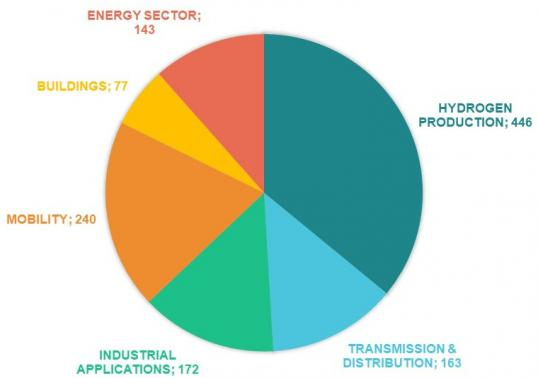 ENERGY SECTOR;
143
BUILDINGS; 77
HYDROGEN
PRODUCTION; 446
MOBILITY; 240
TRANSMISSION &
DISTRIBUTION; 163
INDUSTRIAL
APPLICATIONS; 172